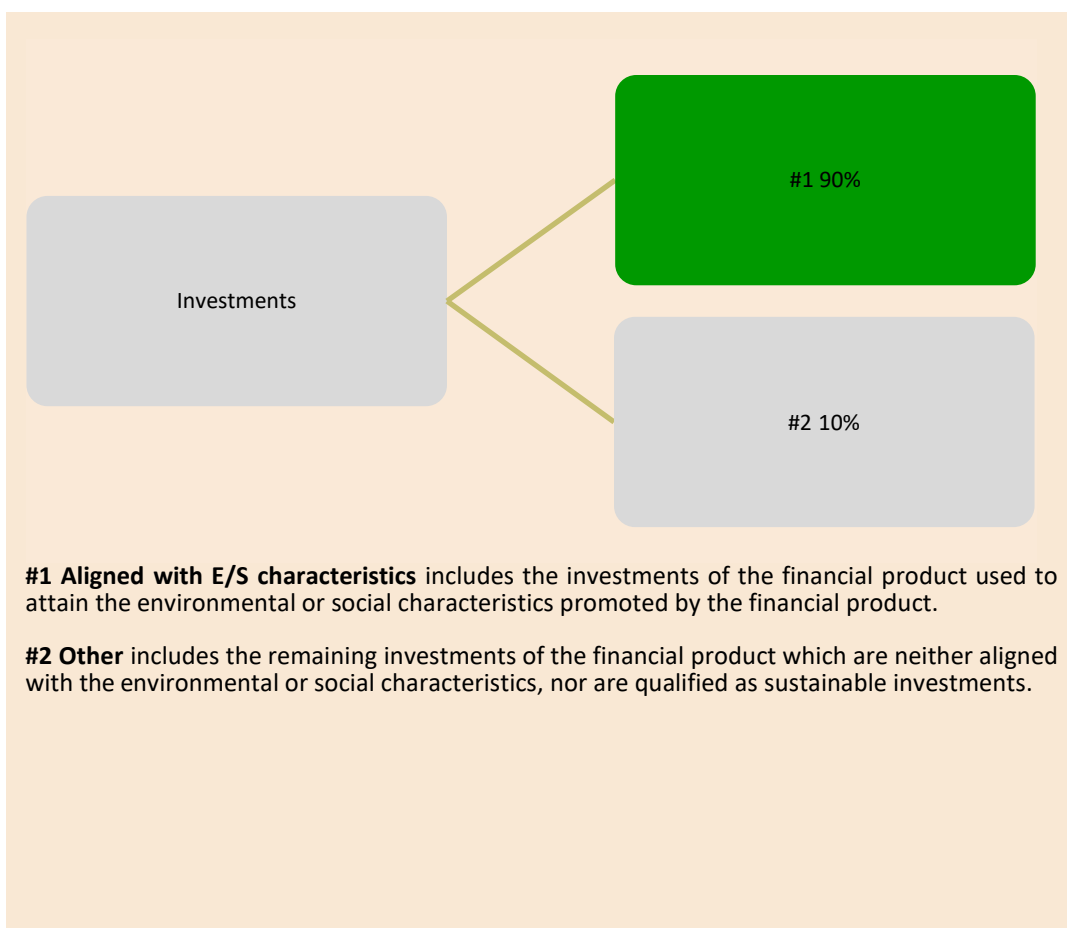 #1 90%
Investments
#2 10%
#1 Aligned with E/S characteristics includes the investments of the financial product used to
attain the environmental or social characteristics promoted by the financial product.
#2 Other includes the remaining investments of the financial product which are neither aligned
with the environmental or social characteristics, nor are qualified as sustainable investments.